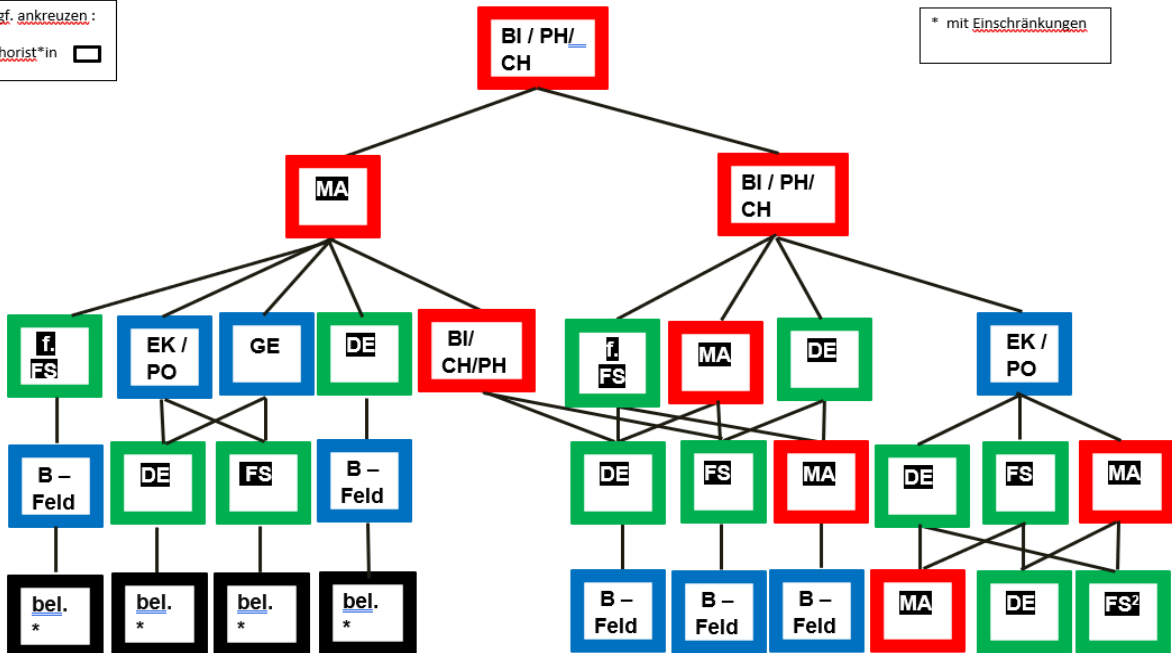 gf. ankreuzen :
horist*in
* mit Einschränkungen
BI / PH/
CH
MA
BI / PH/
CH
f.
FS
EK /
PO
GE
DE
BI/
CH/PH
f.
FS
MA
DE
EK /
PO
B –
Feld
DE
FS
B –
Feld
DE
FS
MA
DE
FS
MA
bel.
*
bel.
*
bel.
*
bel.
*
B –
Feld
B –
Feld
B –
Feld
MA
DE
FS²